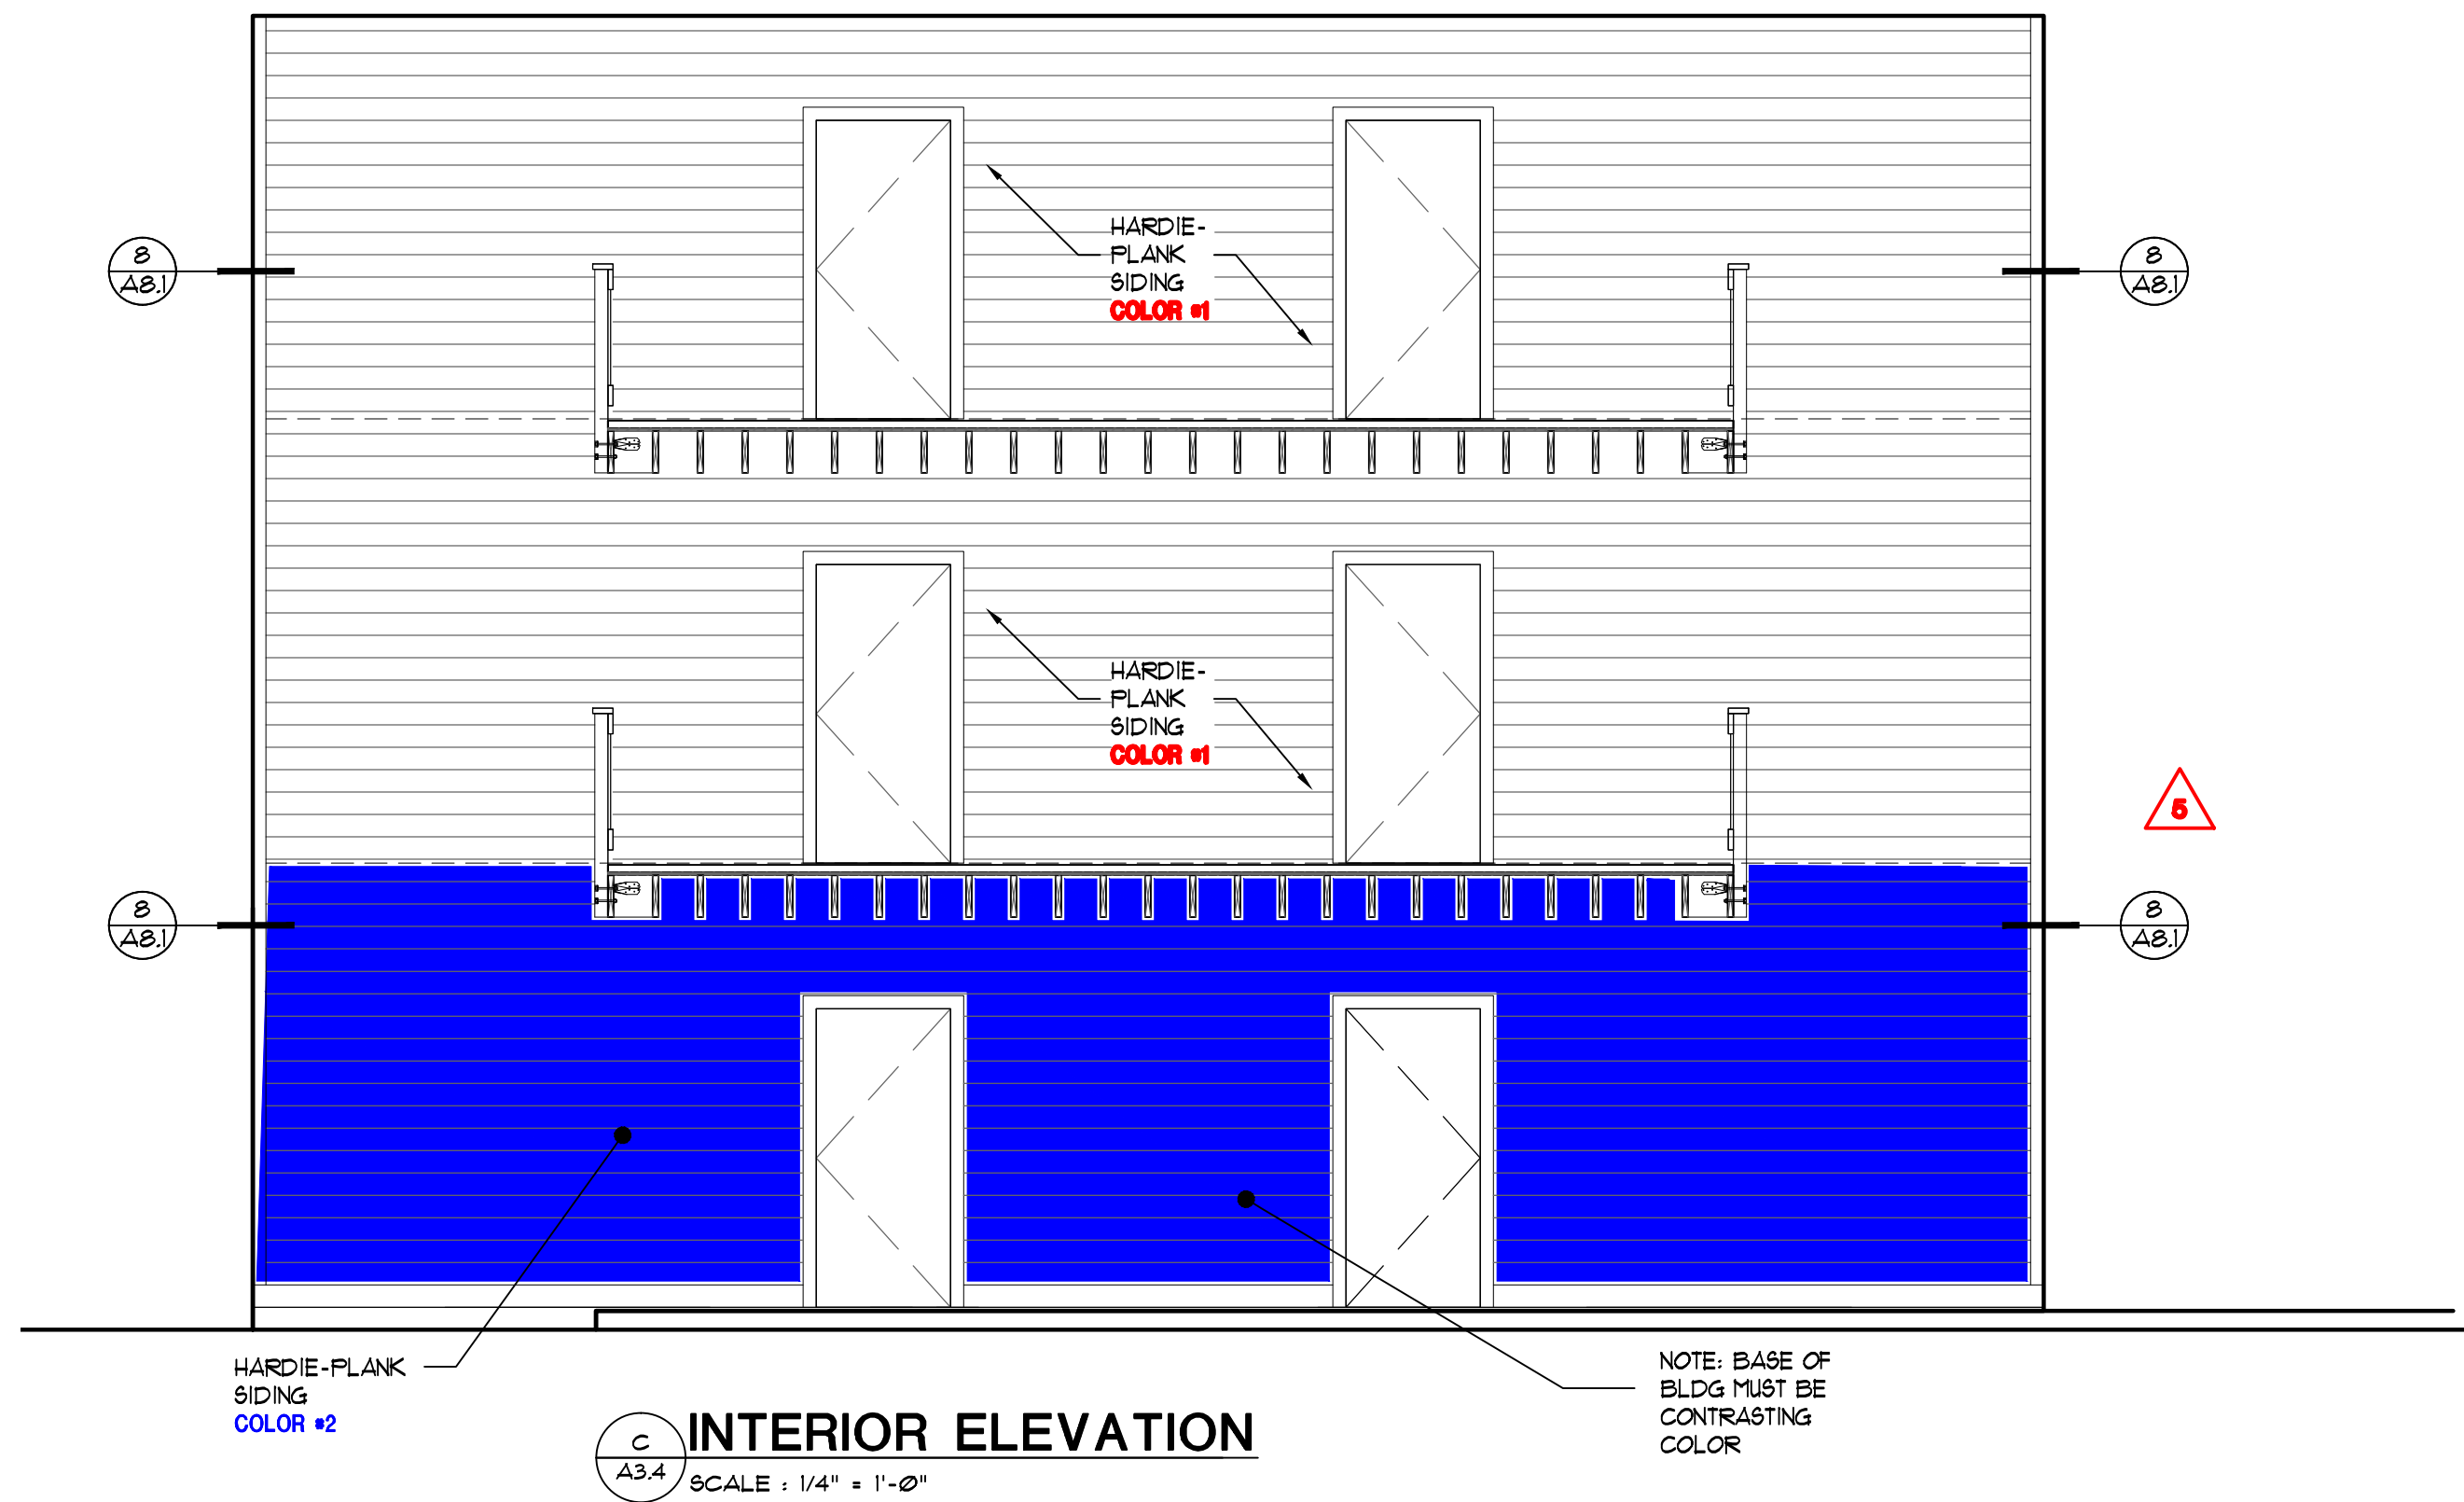 8
A8.1
HARDIE-
PLANK
SIDING
COLOR #1
8
A8.1
HARDIE-
PLANK
SIDING
COLOR #1
5
8
A8.1
8
A8.1
HARDIE-PLANK
SIDING
COLOR #2
NOTE: BASE OF
BLDG MUST BE
CONTRASTING
COLOR
C
A3.4
INTERIOR ELEVATION
SCALE : 1/4" = 1'-0"